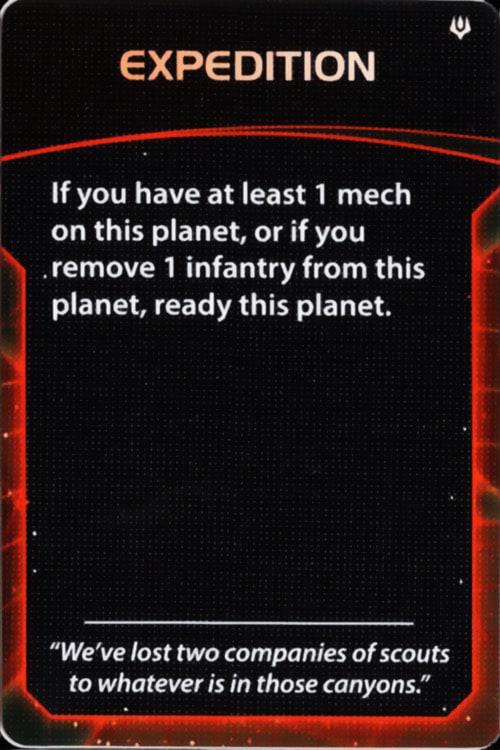 EXPEDITION
If you have at least 1 mech
on this planet, or if you
remove 1 infantry from this
planet, ready this planet.
“We’ve lost two companies of scouts
to whatever is in those canyons.”